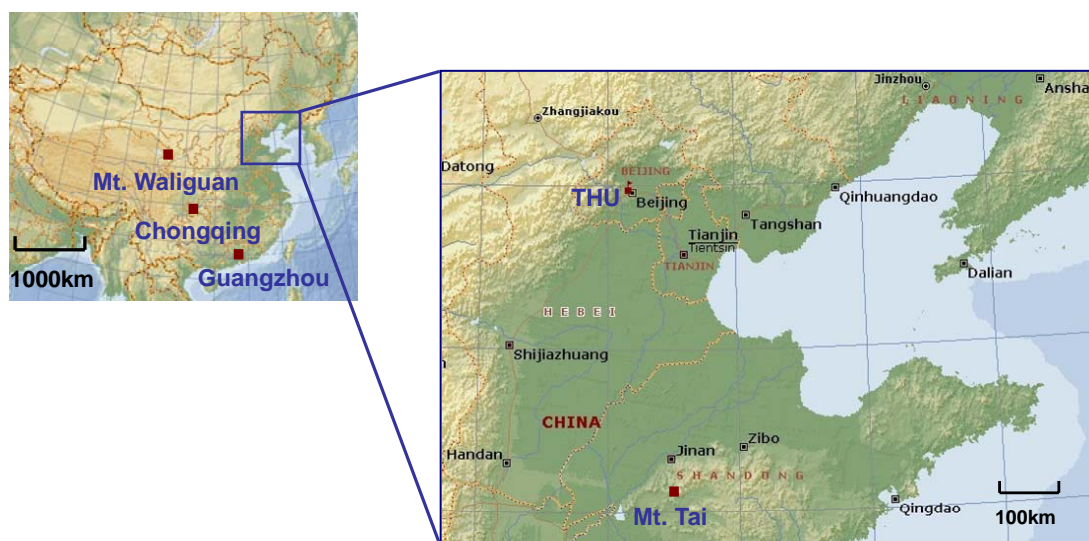 Mt. Waliguan
Chongqing
Guangzhou
1000km
Jinzhou
Ansha
LIAONING
Zhangjiakou
Datong
BEIJING
THU
Beijing
Qinhuangdao
Tangshan
Tianjin
Tientsin
TIANJIN
Dalian
HEBEI
Shijiazhuang
CHINA
Zibo
Handan
Jinan
SHANDONG
Mt. Tai
Qingdao
100km